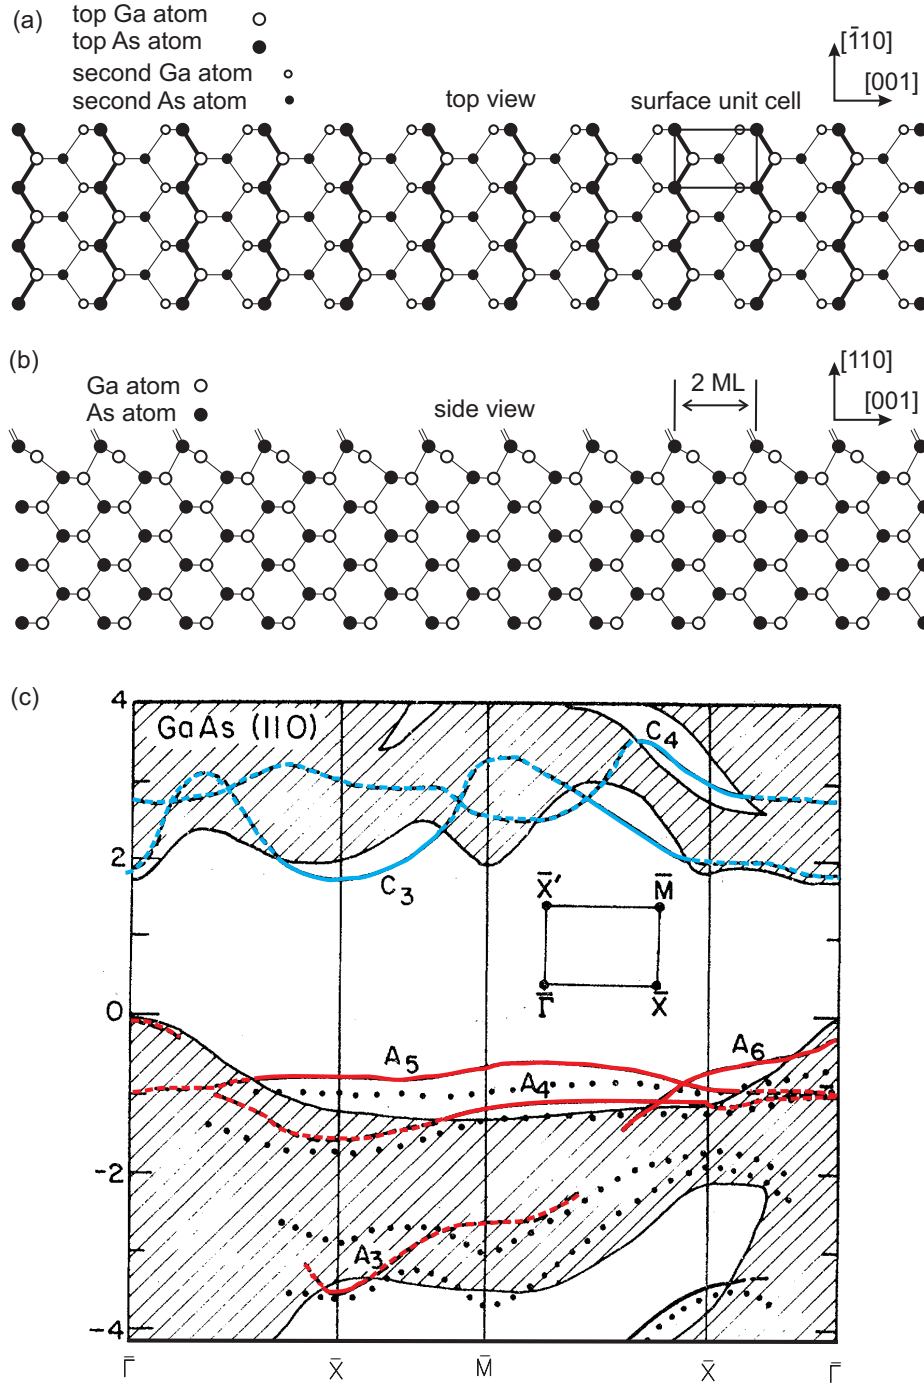 (a)
top Ga atom
top As atom
second Ga atom
second As atom
top view
surface unit cell
[1̄10]
[001]
(b)
Ga atom
As atom
side view
2 ML
[110]
[001]
(c)
GaAs (110)
4
2
0
-2
-4
C4
C3
X̄'
M̄
Γ̄
X̄
A5
A4
A6
A3
Γ̄
X̄
M̄
X̄
Γ̄